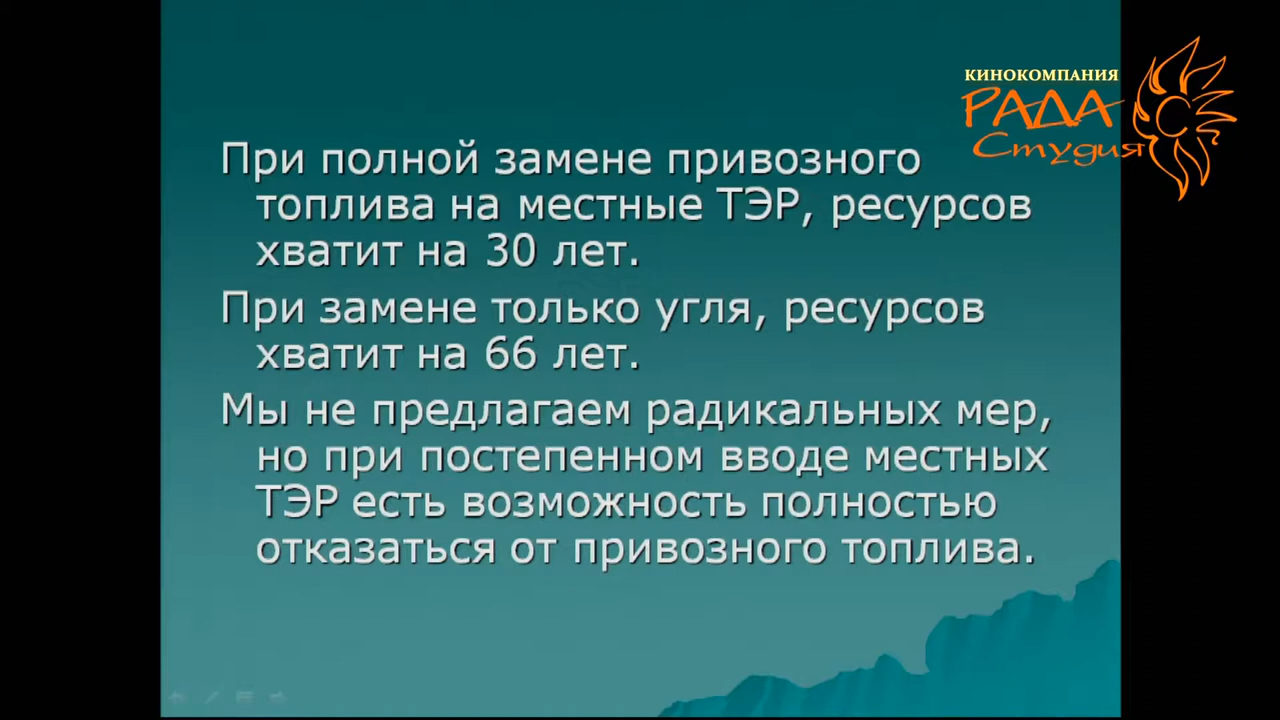 КИНОКОМПАНИЯ
РАДА
Студия
При полной замене привозного
топлива на местные ТЭР, ресурсов
хватит на 30 лет.
При замене только угля, ресурсов
хватит на 66 лет.
Мы не предлагаем радикальных мер,
но при постепенном вводе местных
ТЭР есть возможность полностью
отказаться от привозного топлива.